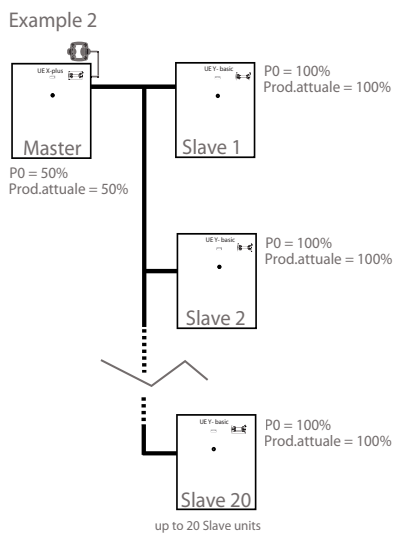 Example 2
UE X-plus
Master
P0 = 50%
Prod.attuale = 50%
UE Y- basic
Slave 1
P0 = 100%
Prod.attuale = 100%
UE Y- basic
Slave 2
P0 = 100%
Prod.attuale = 100%
UE Y- basic
Slave 20
P0 = 100%
Prod.attuale = 100%
up to 20 Slave units